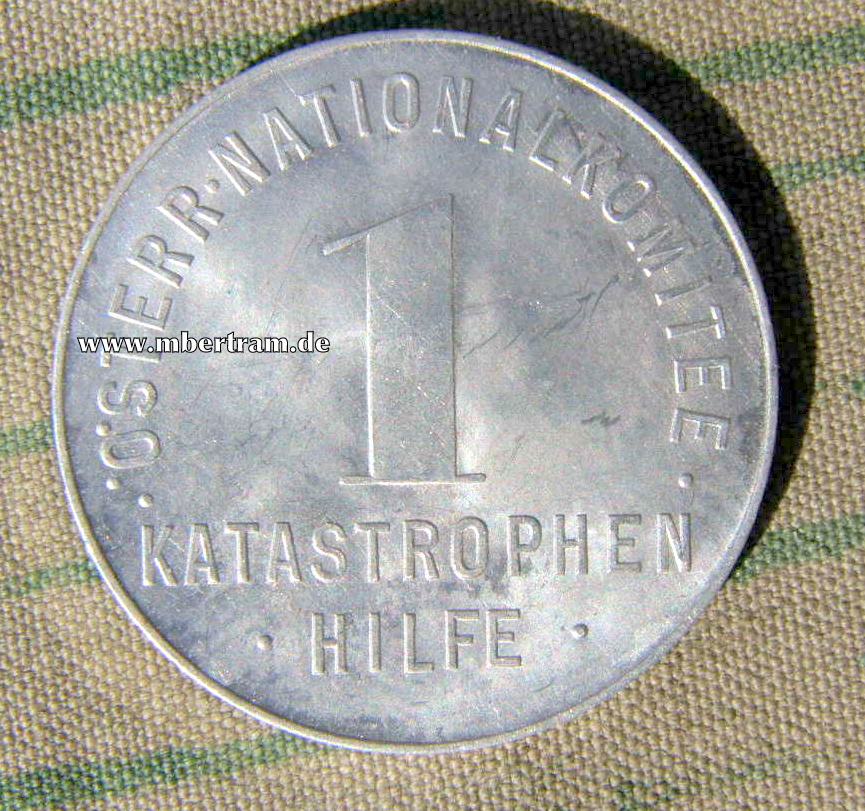 ·ÖSTERR·NATIONALKOMITEE·
1
KATASTROPHEN
· HILFE ·
www.mbertram.de